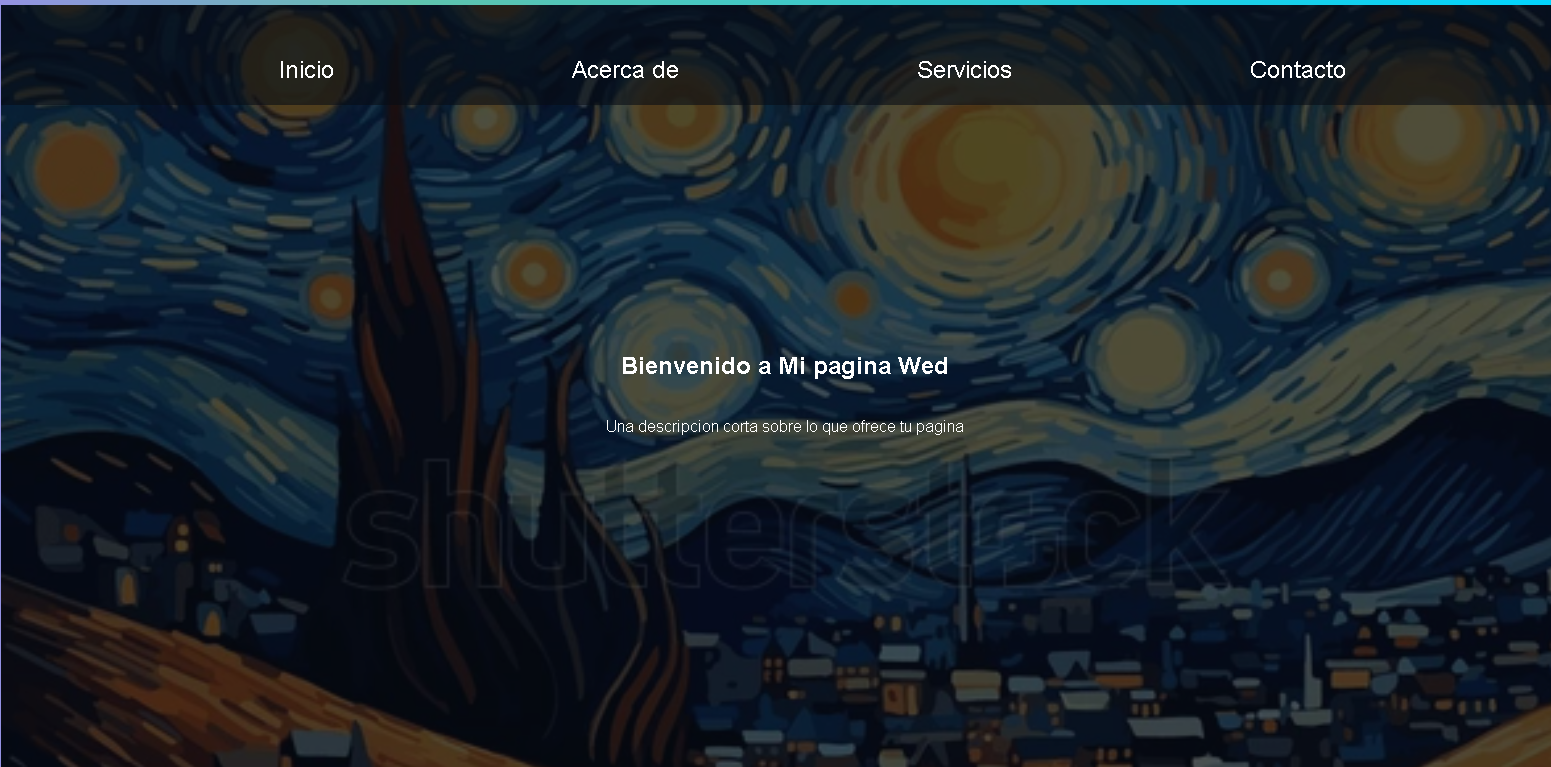 Inicio Acerca de Servicios Contacto
Bienvenido a Mi pagina Wed
Una descripcion corta sobre lo que ofrece tu pagina
shutterstock